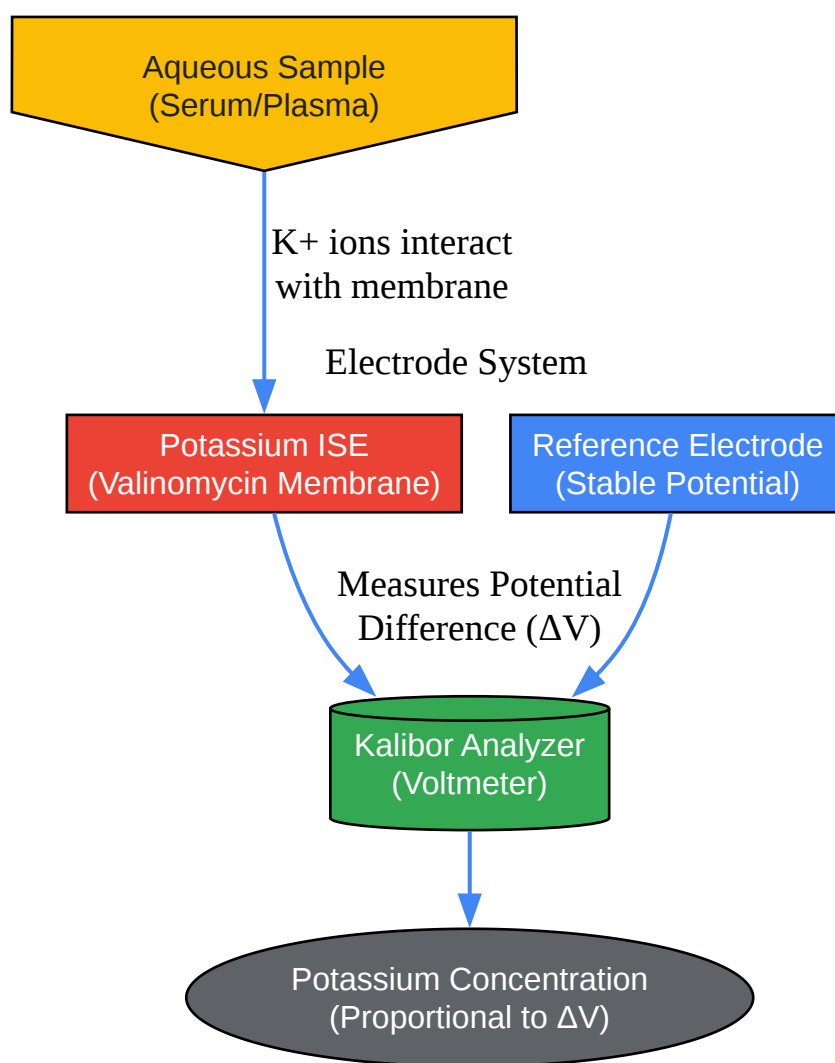 Aqueous Sample
(Serum/Plasma)
K+ ions interact
with membrane
Electrode System
Potassium ISE
(Valinomycin Membrane)
Reference Electrode
(Stable Potential)
Measures Potential
Difference (ΔV)
Kalibor Analyzer
(Voltmeter)
Potassium Concentration
(Proportional to ΔV)